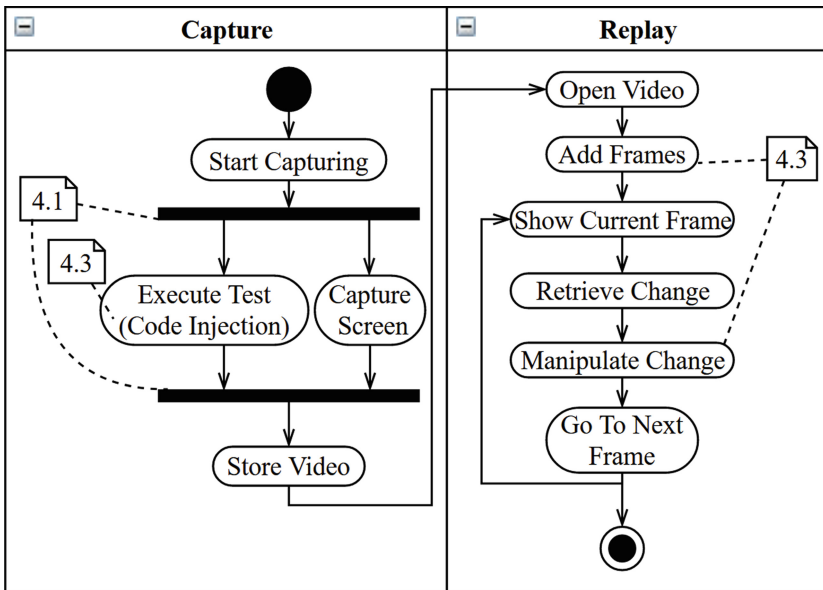 Capture
Replay
Start Capturing
4.1
4.3
Execute Test
(Code Injection)
Capture
Screen
Store Video
Open Video
Add Frames
4.3
Show Current Frame
Retrieve Change
Manipulate Change
Go To Next
Frame